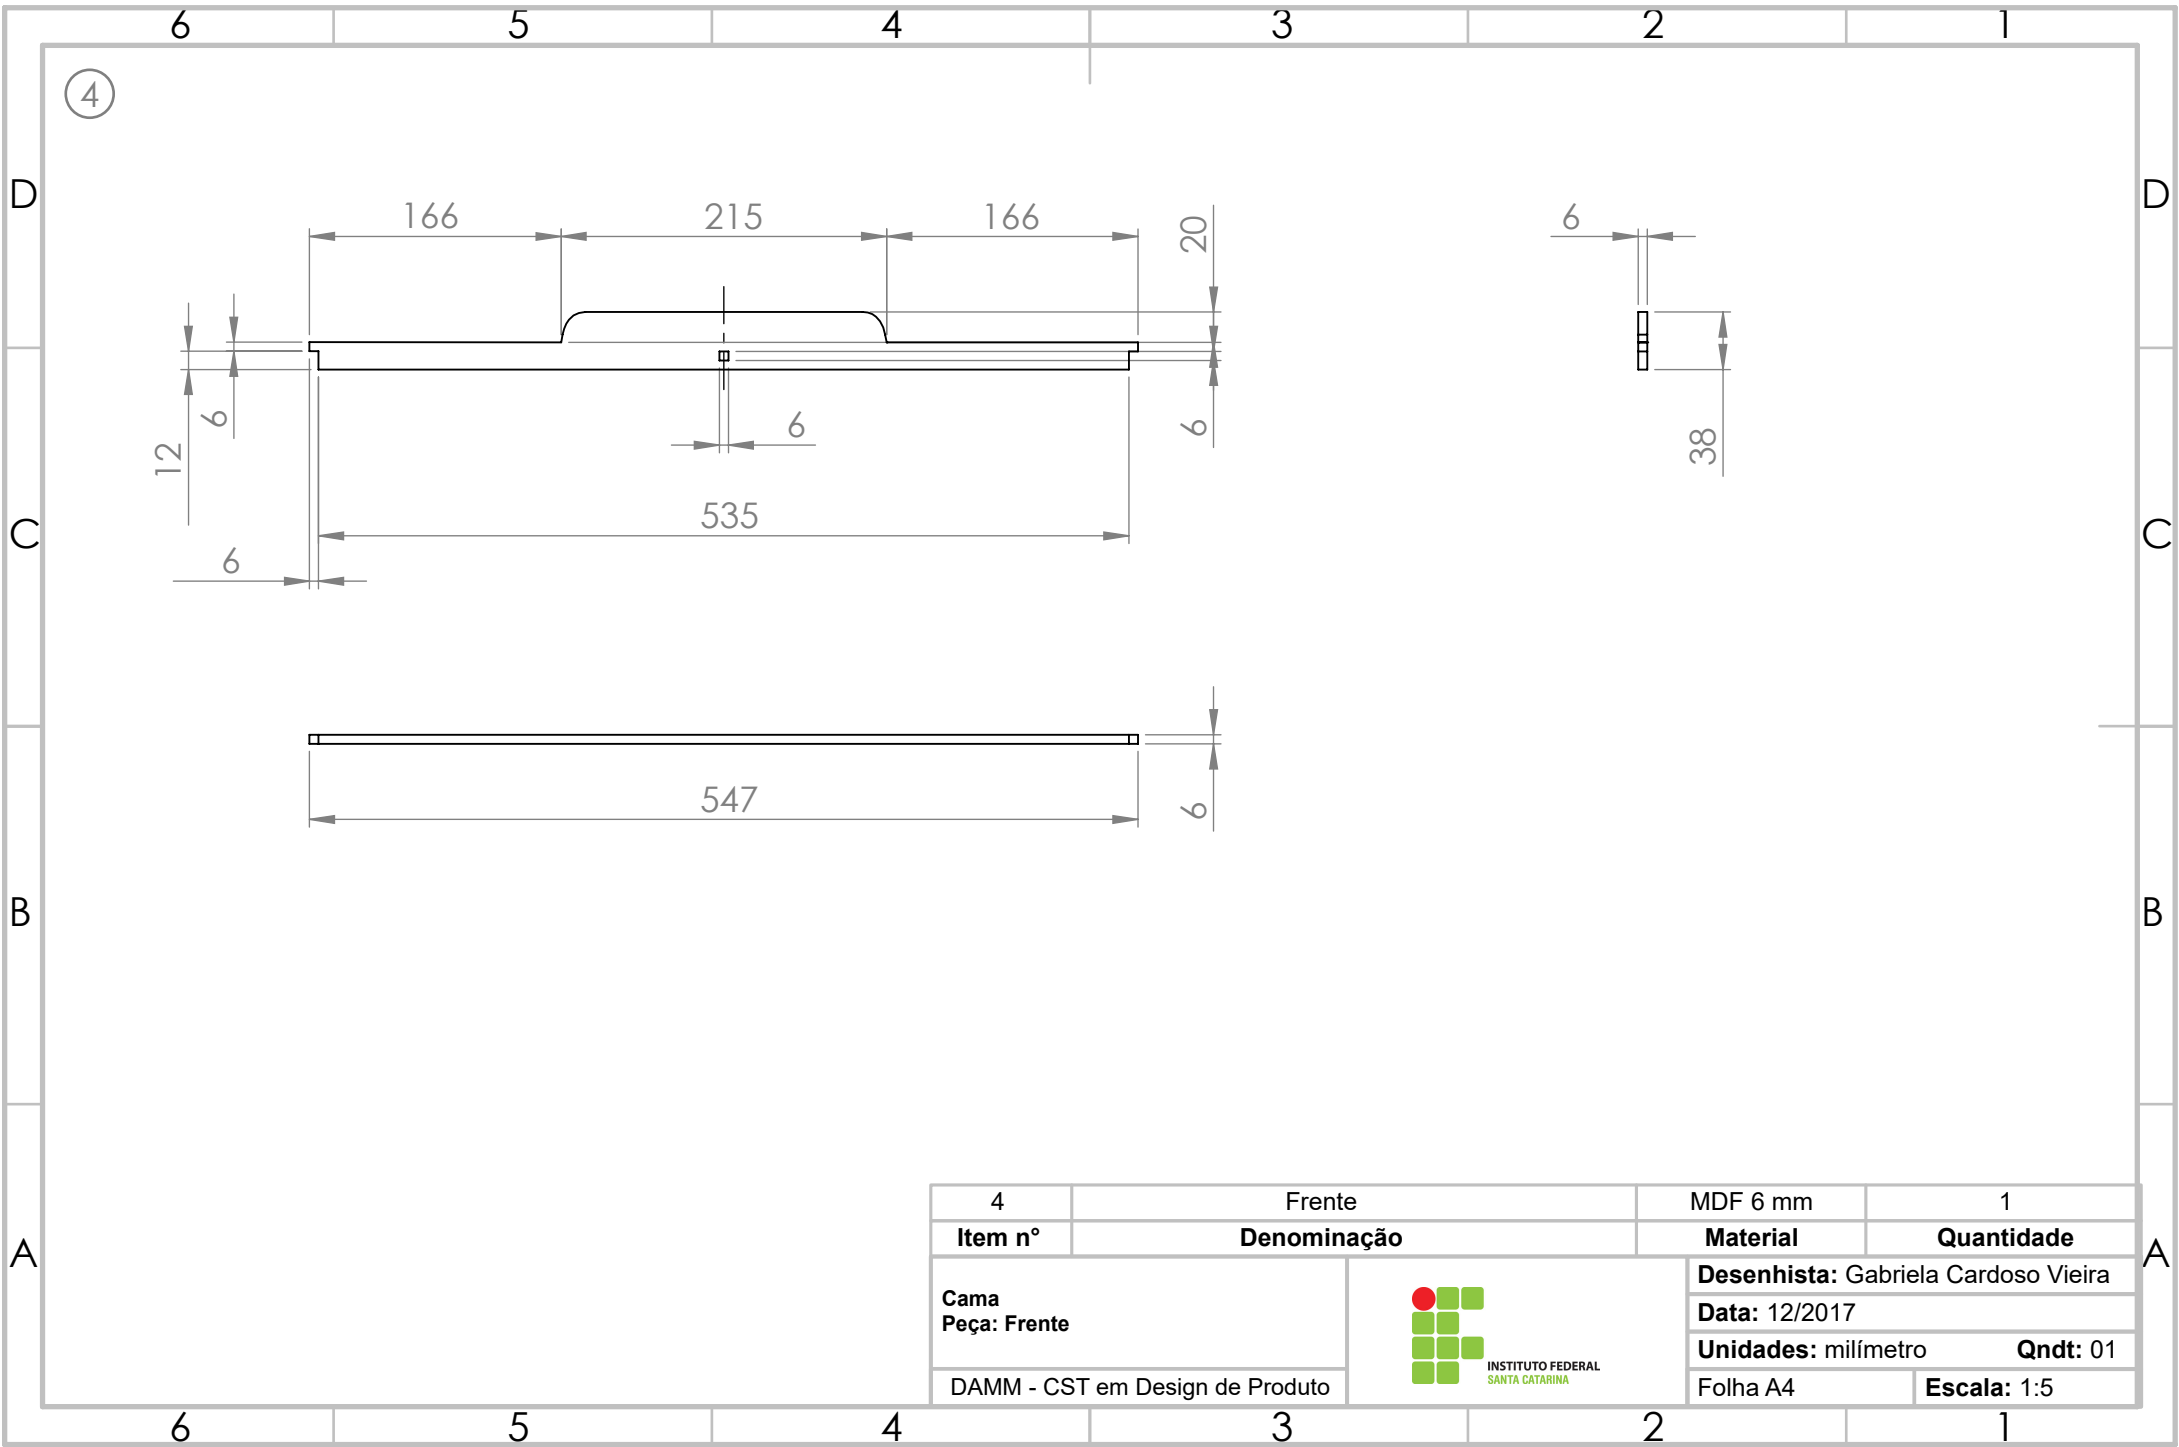 6 5 4 3 2 1
4
D D
166 215 166 20 6
12 6 6 6 38
C C
535
6
547 6
B B
4 Frente MDF 6 mm 1
Item n° Denominação Material Quantidade
A A
Cama
Peça: Frente
DAMM - CST em Design de Produto
INSTITUTO FEDERAL
SANTA CATARINA
Desenhista: Gabriela Cardoso Vieira
Data: 12/2017
Unidades: milímetro Qndt: 01
Folha A4 Escala: 1:5
6 5 4 3 2 1